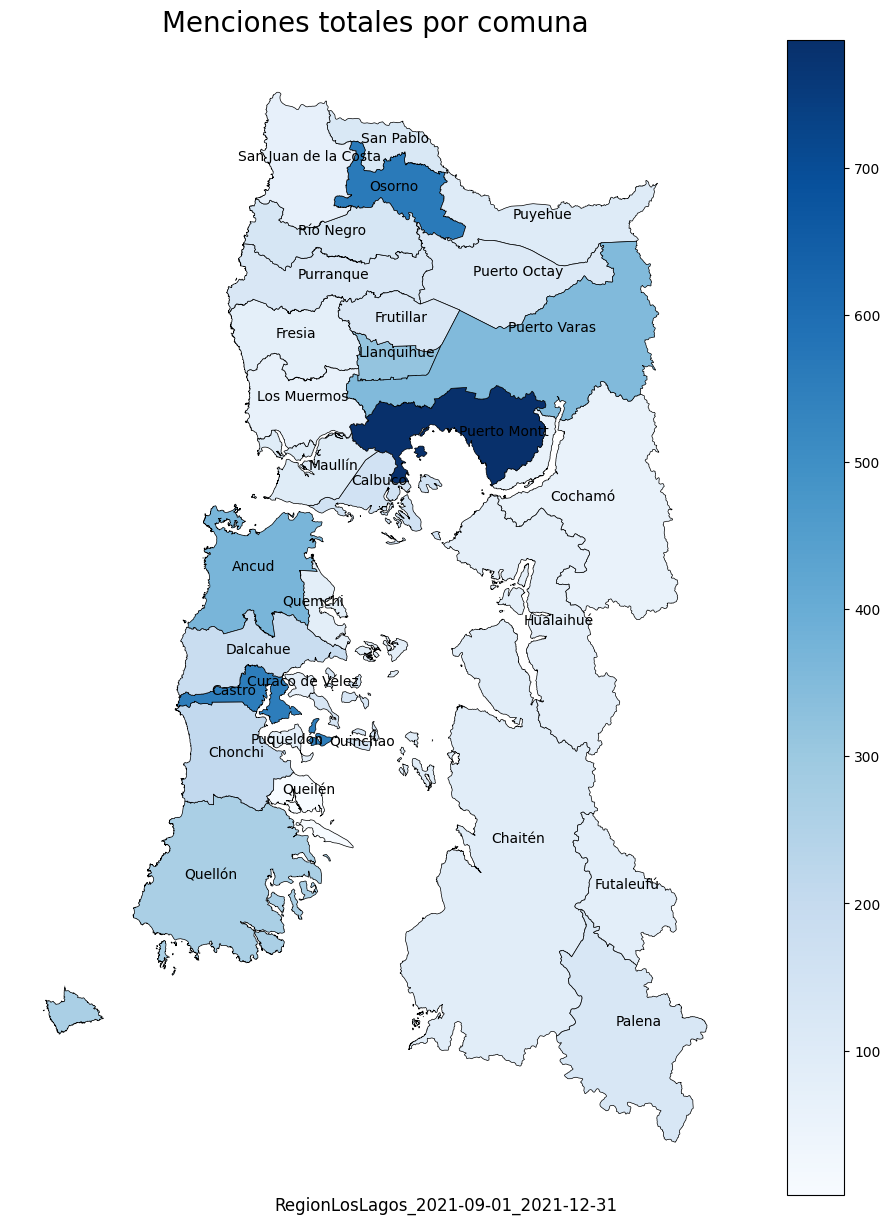 Menciones totales por comuna
San Pablo
San Juan de la Costa
Osorno
Puyehue
Río Negro
Puerto Octay
Purranque
Frutillar
Puerto Varas
Fresia
Llanquihue
Los Muermos
Puerto Montt
Maullín
Calbuco
Cochamó
Ancud
Quemchi
Hualaihué
Dalcahue
Curaco de Vélez
Castro
Puqueldón
Quinchao
Chonchi
Queilén
Chaitén
Quellón
Futaleufú
Palena
700
600
500
400
300
200
100
RegionLosLagos_2021-09-01_2021-12-31